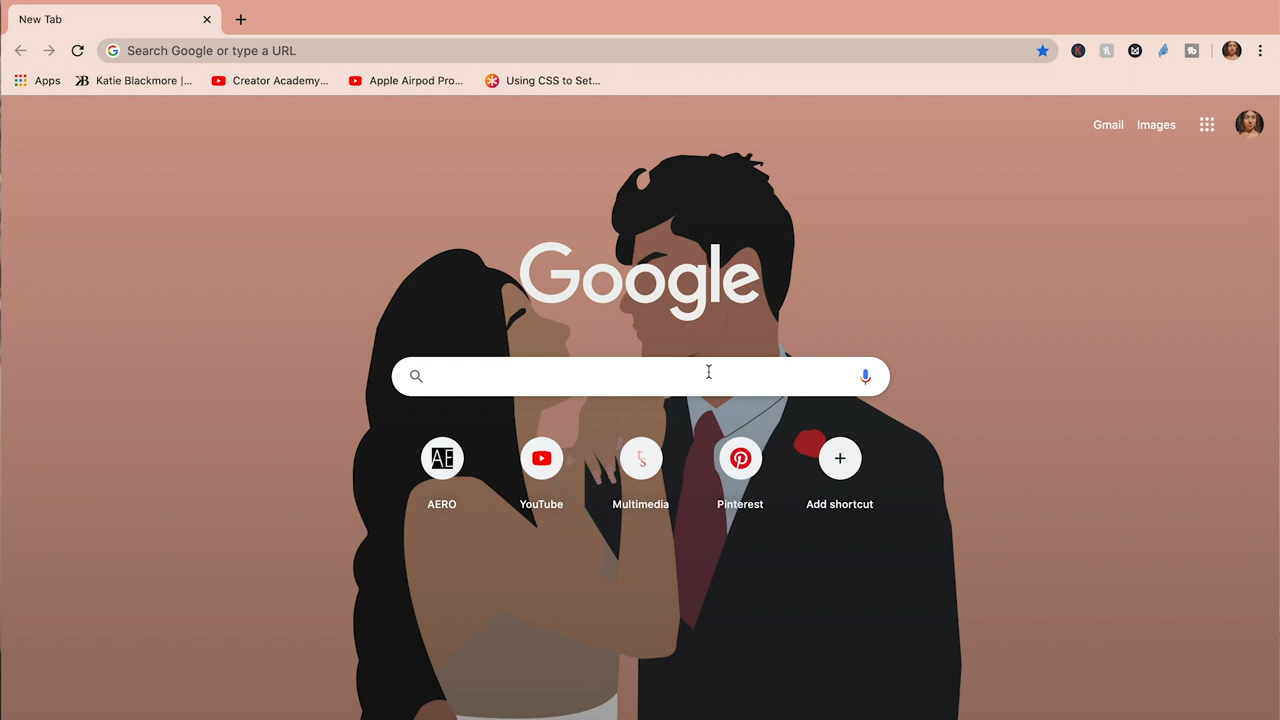 New Tab
Search Google or type a URL
Apps
Katie Blackmore |...
Creator Academy...
Apple Airpod Pro...
Using CSS to Set...
Gmail
Images
Google
AE
AERO
YouTube
Multimedia
Pinterest
Add shortcut